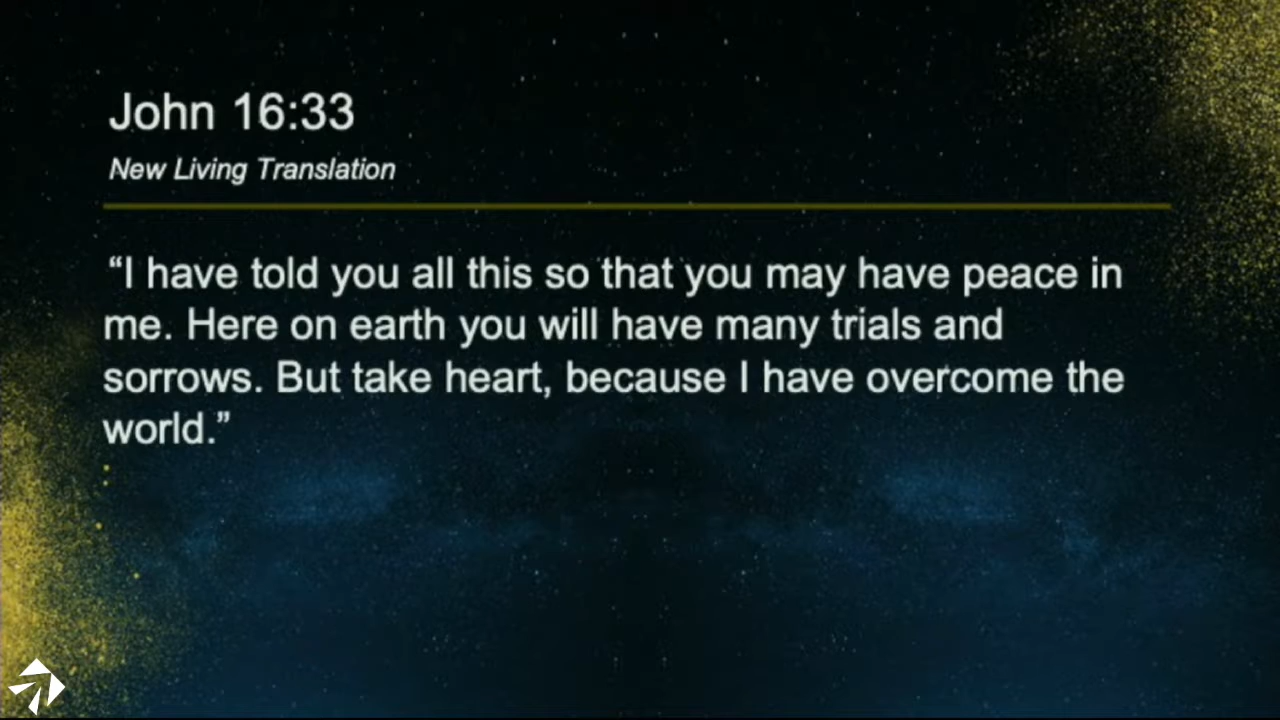 John 16:33
New Living Translation
“I have told you all this so that you may have peace in
me. Here on earth you will have many trials and
sorrows. But take heart, because I have overcome the
world.”